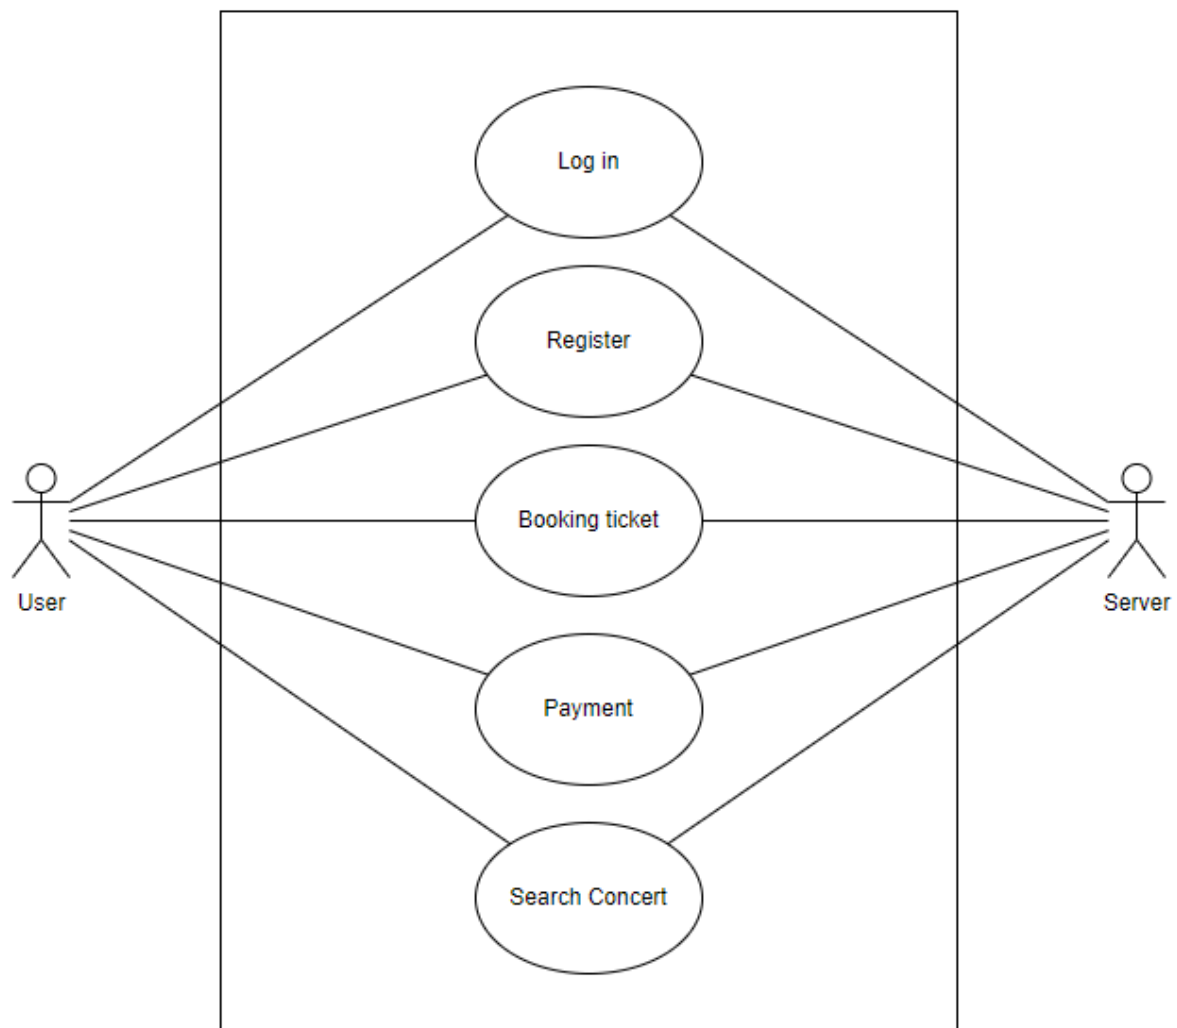 Log in
Register
Booking ticket
User
Server
Payment
Search Concert